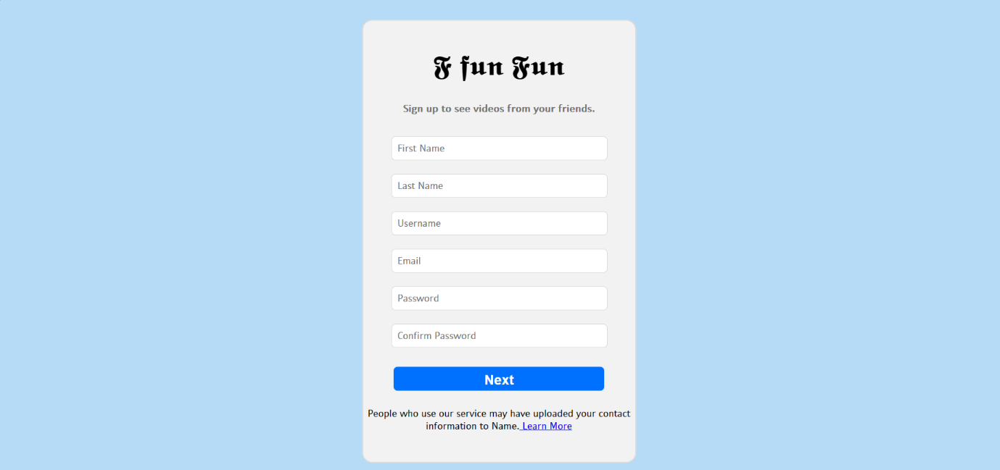 F fun Fun
Sign up to see videos from your friends.
First Name
Last Name
Username
Email
Password
Confirm Password
Next
People who use our service may have uploaded your contact
information to Name. Learn More